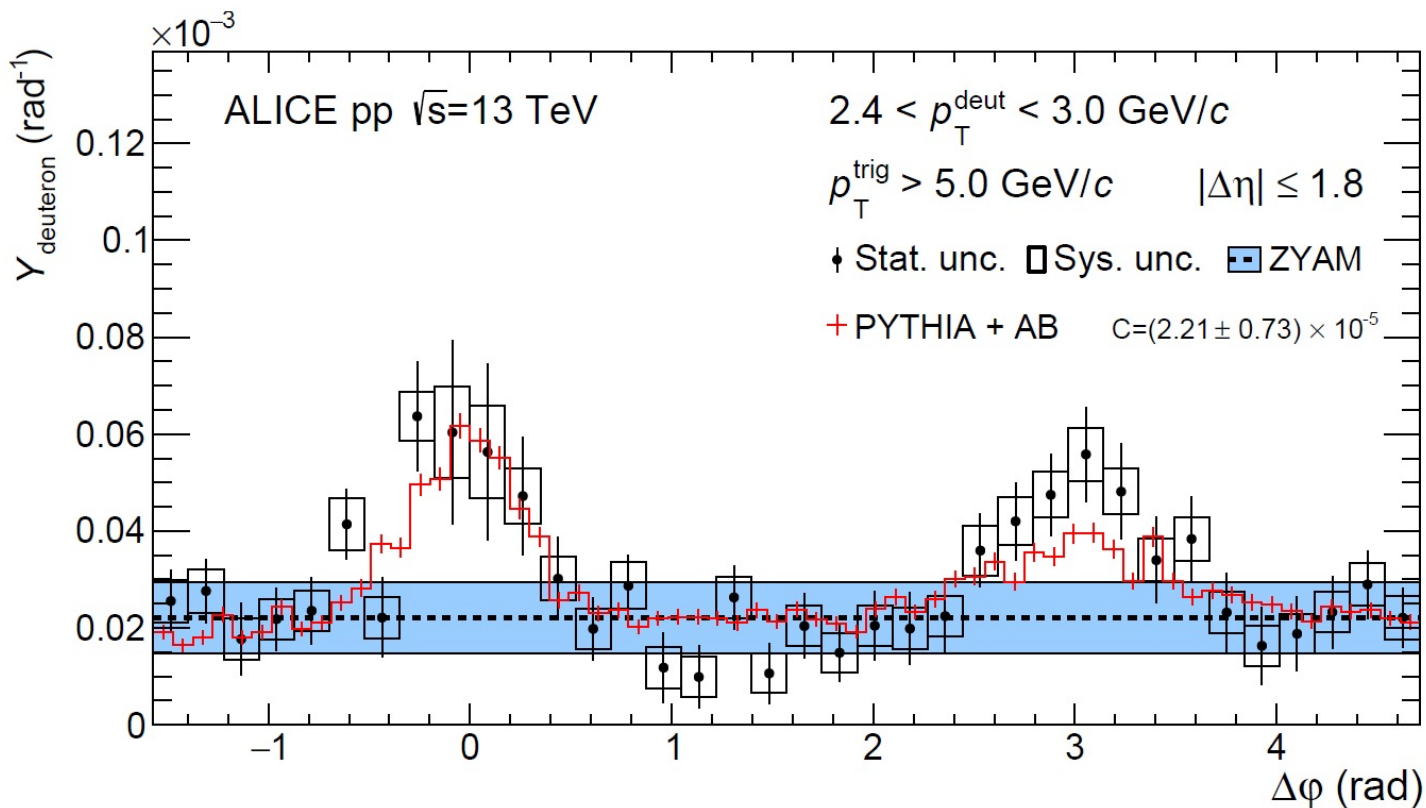 ×10⁻³
Y_deuteron (rad⁻¹)
ALICE pp √s=13 TeV
2.4 < p_T^deut < 3.0 GeV/c
p_T^trig > 5.0 GeV/c |Δη| ≤ 1.8
Stat. unc. Sys. unc. ZYAM
PYTHIA + AB C=(2.21 ± 0.73) × 10⁻⁵
0.12
0.1
0.08
0.06
0.04
0.02
0
−1 0 1 2 3 4
Δφ (rad)